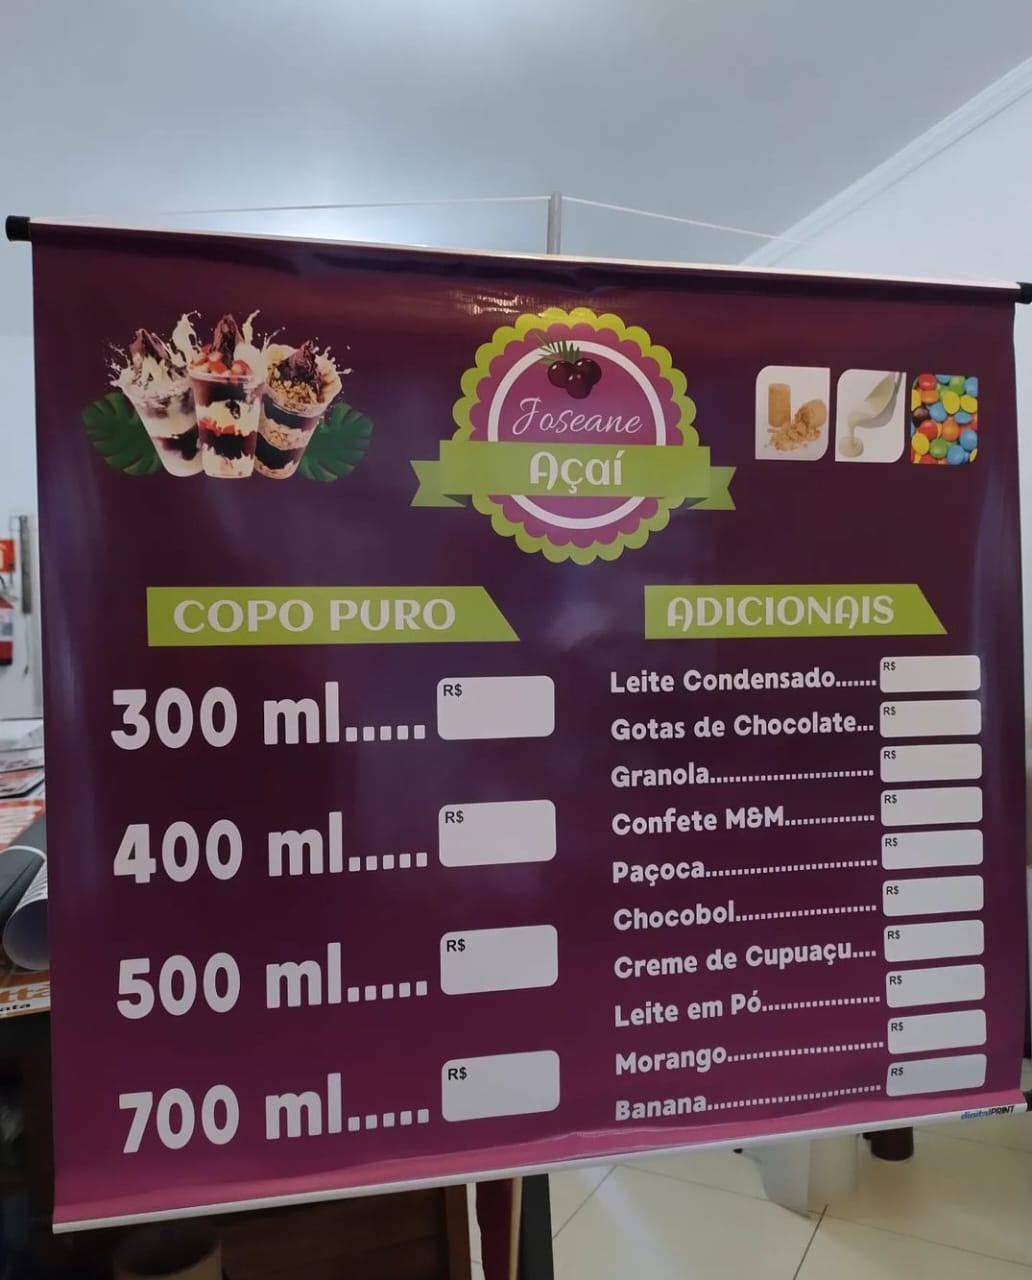 Joseane
Açaí
COPO PURO
300 ml..... R$
400 ml..... R$
500 ml..... R$
700 ml..... R$
ADICIONAIS
Leite Condensado....... R$
Gotas de Chocolate... R$
Granola........................... R$
Confete M&M............... R$
Paçoca............................ R$
Chocobol....................... R$
Creme de Cupuaçu.... R$
Leite em Pó................... R$
Morango......................... R$
Banana............................ R$
digitalPRINT